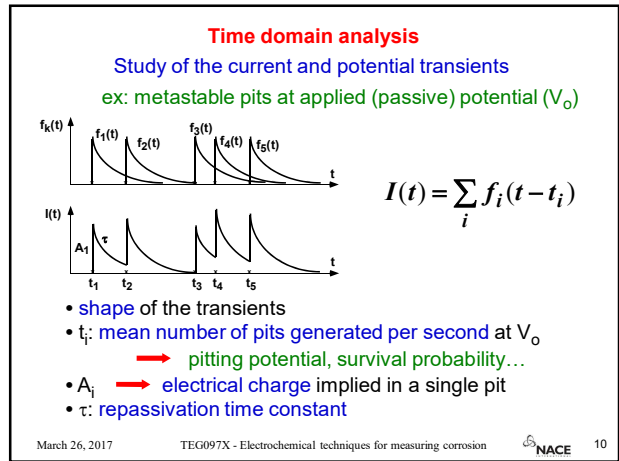 Time domain analysis
Study of the current and potential transients
ex: metastable pits at applied (passive) potential (Vₒ)
fₖ(t)
f₁(t)
f₂(t)
f₃(t)
f₄(t)
f₅(t)
t
I(t) = ∑ᵢ fᵢ(t − tᵢ)
I(t)
A₁
τ
t
t₁ t₂ t₃ t₄ t₅
• shape of the transients
• tᵢ: mean number of pits generated per second at Vₒ
pitting potential, survival probability…
• Aᵢ electrical charge implied in a single pit
• τ: repassivation time constant
March 26, 2017 TEG097X - Electrochemical techniques for measuring corrosion NACE 10